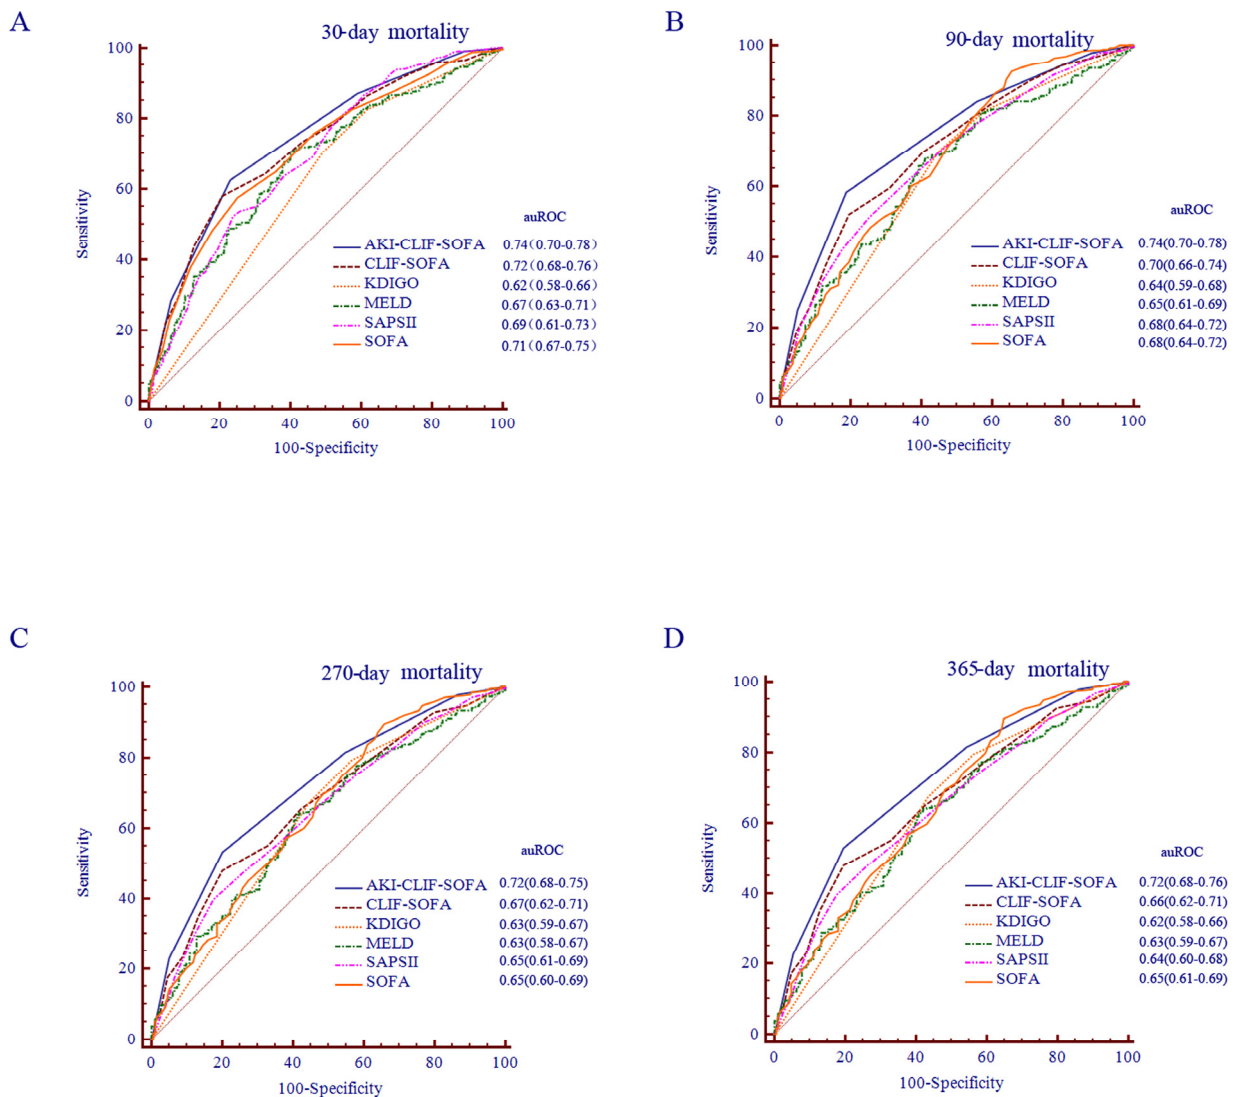 A
30-day mortality
100
80
60
40
20
0
Sensitivity
0 20 40 60 80 100
100-Specificity
auROC
AKI-CLIF-SOFA 0.74(0.70-0.78)
CLIF-SOFA 0.72(0.68-0.76)
KDIGO 0.62(0.58-0.66)
MELD 0.67(0.63-0.71)
SAPSII 0.69(0.61-0.73)
SOFA 0.71(0.67-0.75)
B
90-day mortality
100
80
60
40
20
0
Sensitivity
0 20 40 60 80 100
100-Specificity
auROC
AKI-CLIF-SOFA 0.74(0.70-0.78)
CLIF-SOFA 0.70(0.66-0.74)
KDIGO 0.64(0.59-0.68)
MELD 0.65(0.61-0.69)
SAPSII 0.68(0.64-0.72)
SOFA 0.68(0.64-0.72)
C
270-day mortality
100
80
60
40
20
0
Sensitivity
0 20 40 60 80 100
100-Specificity
auROC
AKI-CLIF-SOFA 0.72(0.68-0.75)
CLIF-SOFA 0.67(0.62-0.71)
KDIGO 0.63(0.59-0.67)
MELD 0.63(0.58-0.67)
SAPSII 0.65(0.61-0.69)
SOFA 0.65(0.60-0.69)
D
365-day mortality
100
80
60
40
20
0
Sensitivity
0 20 40 60 80 100
100-Specificity
auROC
AKI-CLIF-SOFA 0.72(0.68-0.76)
CLIF-SOFA 0.66(0.62-0.71)
KDIGO 0.62(0.58-0.66)
MELD 0.63(0.59-0.67)
SAPSII 0.64(0.60-0.68)
SOFA 0.65(0.61-0.69)